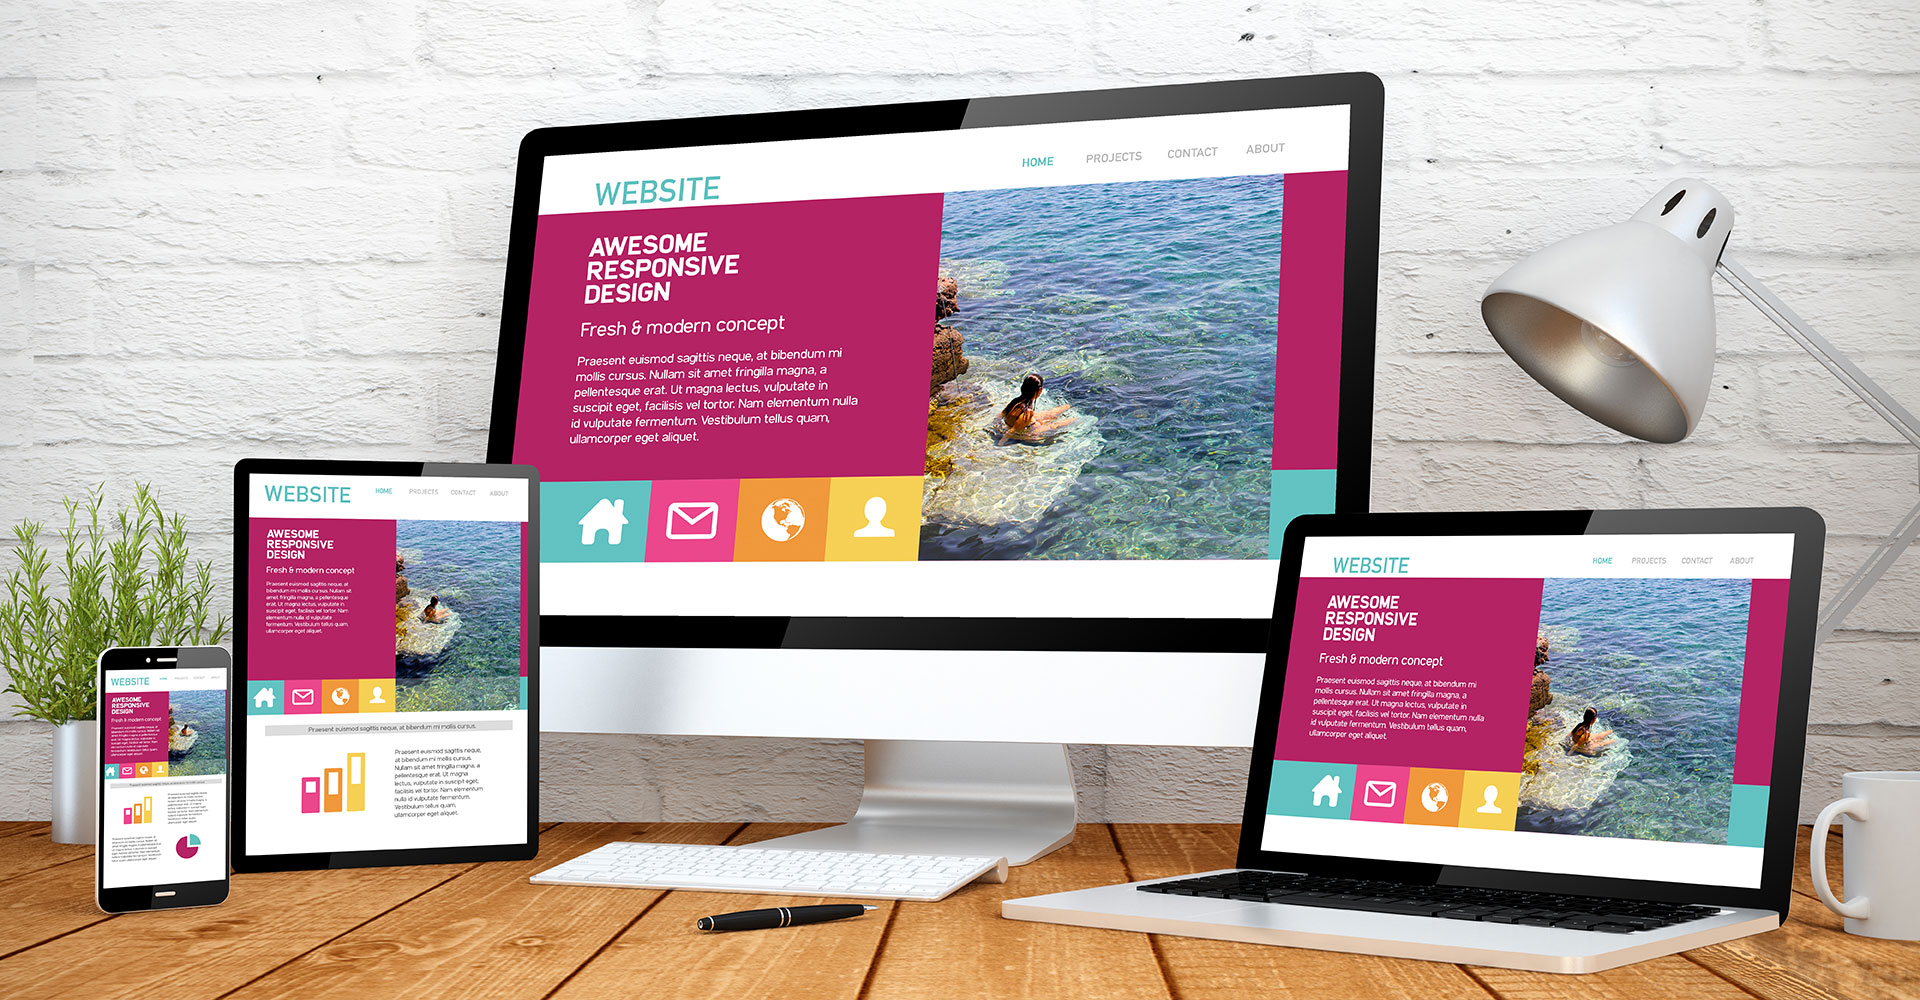 HOME PROJECTS CONTACT ABOUT
WEBSITE
AWESOME
RESPONSIVE
DESIGN
Fresh & modern concept
Praesent euismod sagittis neque, at bibendum mi
mollis cursus. Nullam sit amet fringilla magna, a
pellentesque erat. Ut magna lectus, vulputate in
suscipit eget, facilisis vel tortor. Nam elementum nulla
id vulputate fermentum. Vestibulum tellus quam,
ullamcorper eget aliquet.
WEBSITE HOME PROJECTS CONTACT ABOUT
AWESOME
RESPONSIVE
DESIGN
Fresh & modern concept
Praesent euismod sagittis neque, at
bibendum mi mollis cursus. Nullam sit
amet fringilla magna, a pellentesque
erat. Ut magna lectus, vulputate in
suscipit eget, facilisis vel tortor. Nam
elementum nulla id vulputate
fermentum. Vestibulum tellus quam,
ullamcorper eget aliquet.
Praesent euismod sagittis neque, at bibendum mi mollis cursus.
Praesent euismod sagittis neque,
at bibendum mi mollis cursus.
Nullam sit amet fringilla magna, a
pellentesque erat. Ut magna
lectus, vulputate in suscipit eget,
facilisis vel tortor. Nam elementum
nulla id vulputate fermentum.
Vestibulum tellus quam,
ullamcorper eget aliquet.
WEBSITE HOME PROJECTS CONTACT ABOUT
AWESOME
RESPONSIVE
DESIGN
Fresh & modern concept
WEBSITE HOME PROJECTS CONTACT ABOUT
AWESOME
RESPONSIVE
DESIGN
Fresh & modern concept
Praesent euismod sagittis neque, at bibendum mi
mollis cursus. Nullam sit amet fringilla magna, a
pellentesque erat. Ut magna lectus, vulputate in
suscipit eget, facilisis vel tortor. Nam elementum nulla
id vulputate fermentum. Vestibulum tellus quam,
ullamcorper eget aliquet.